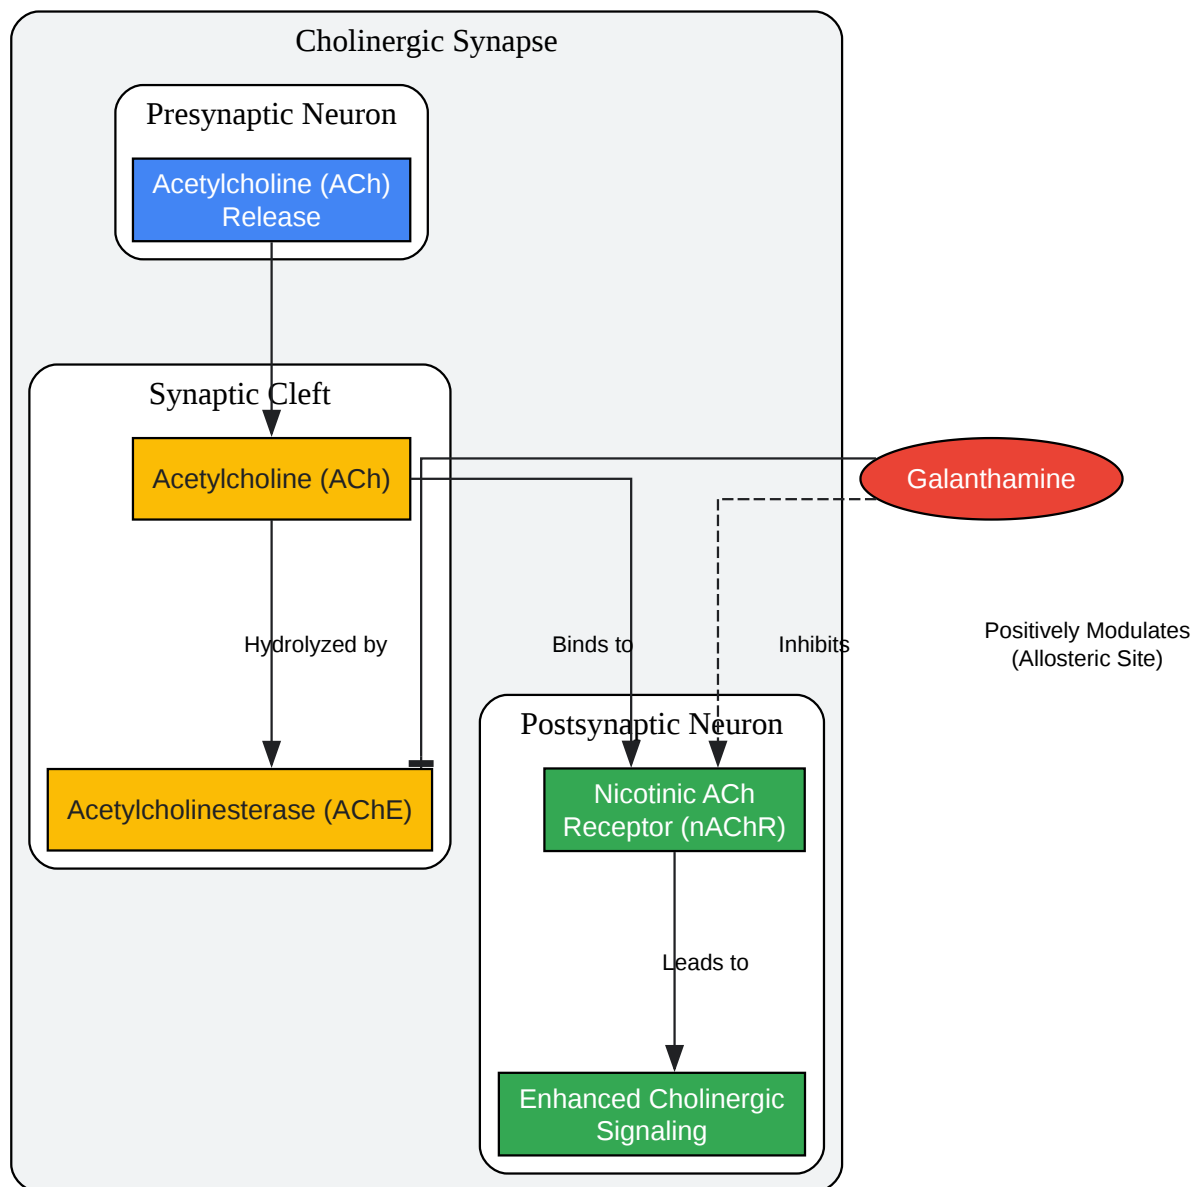 Cholinergic Synapse
Presynaptic Neuron
Acetylcholine (ACh)
Release
Synaptic Cleft
Acetylcholine (ACh)
Galanthamine
Hydrolyzed by
Binds to
Inhibits
Positively Modulates
(Allosteric Site)
Postsynaptic Neuron
Acetylcholinesterase (AChE)
Nicotinic ACh
Receptor (nAChR)
Leads to
Enhanced Cholinergic
Signaling